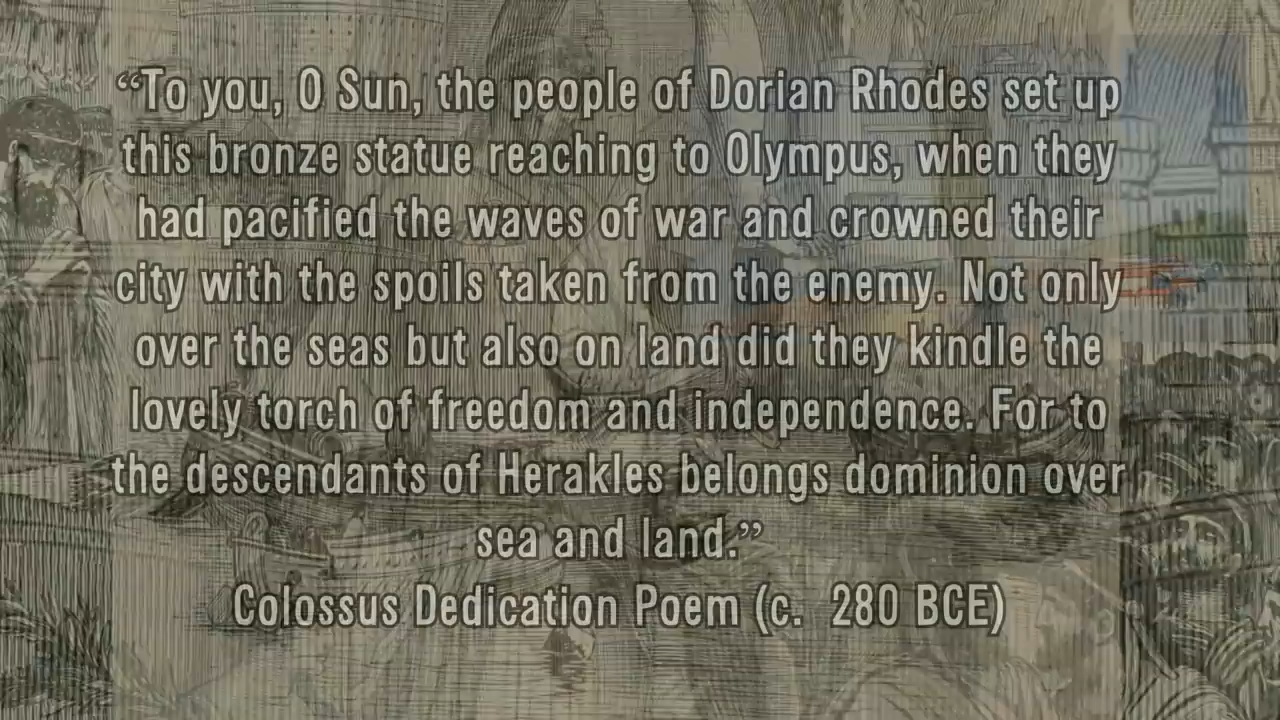 “To you, O Sun, the people of Dorian Rhodes set up
this bronze statue reaching to Olympus, when they
had pacified the waves of war and crowned their
city with the spoils taken from the enemy. Not only
over the seas but also on land did they kindle the
lovely torch of freedom and independence. For to
the descendants of Herakles belongs dominion over
sea and land.”
Colossus Dedication Poem (c. 280 BCE)